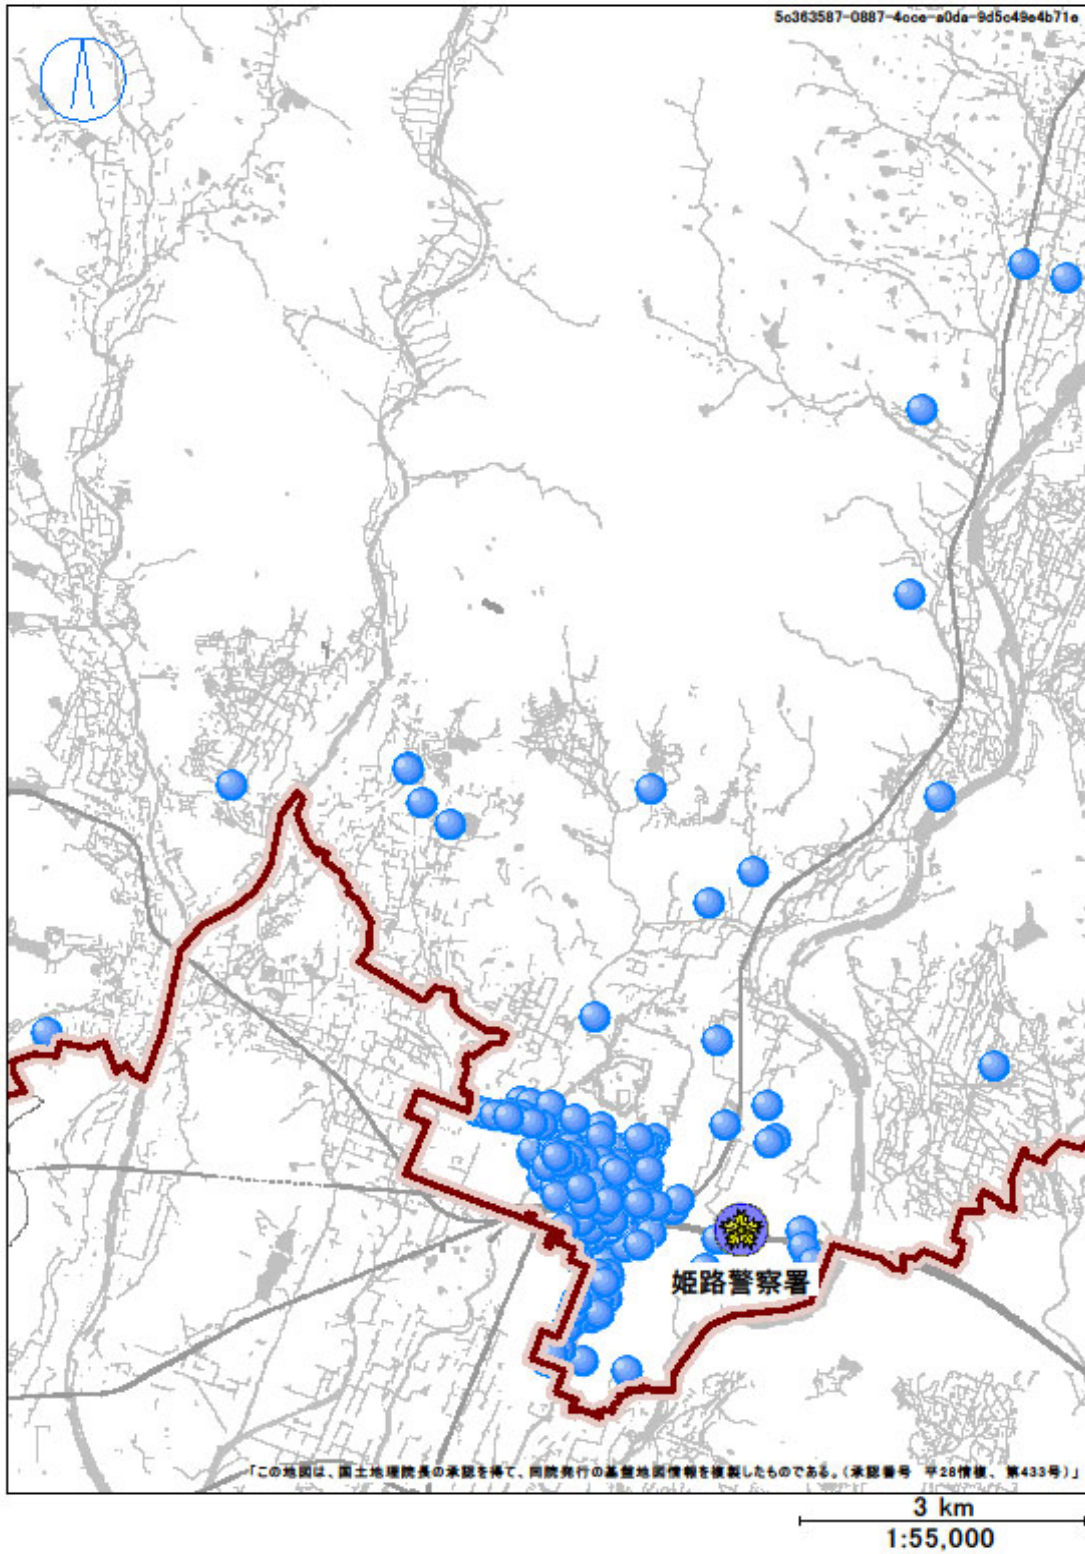 5c363587-0887-4cce-a0da-9d5c49e4b71e
姫路警察署
「この地図は、国土地理院長の承認を得て、同院発行の基盤地図情報を複製したものである。(承認番号 平28情複、第433号)」
3 km
1:55,000